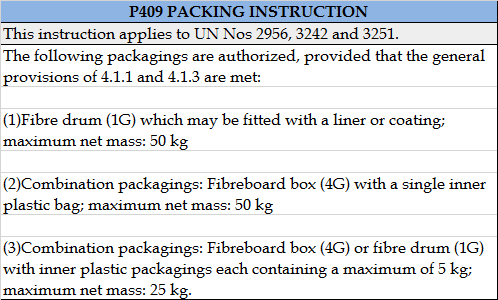 P409 PACKING INSTRUCTION
This instruction applies to UN Nos 2956, 3242 and 3251.
The following packagings are authorized, provided that the general
provisions of 4.1.1 and 4.1.3 are met:
(1)Fibre drum (1G) which may be fitted with a liner or coating;
maximum net mass: 50 kg
(2)Combination packagings: Fibreboard box (4G) with a single inner
plastic bag; maximum net mass: 50 kg
(3)Combination packagings: Fibreboard box (4G) or fibre drum (1G)
with inner plastic packagings each containing a maximum of 5 kg;
maximum net mass: 25 kg.